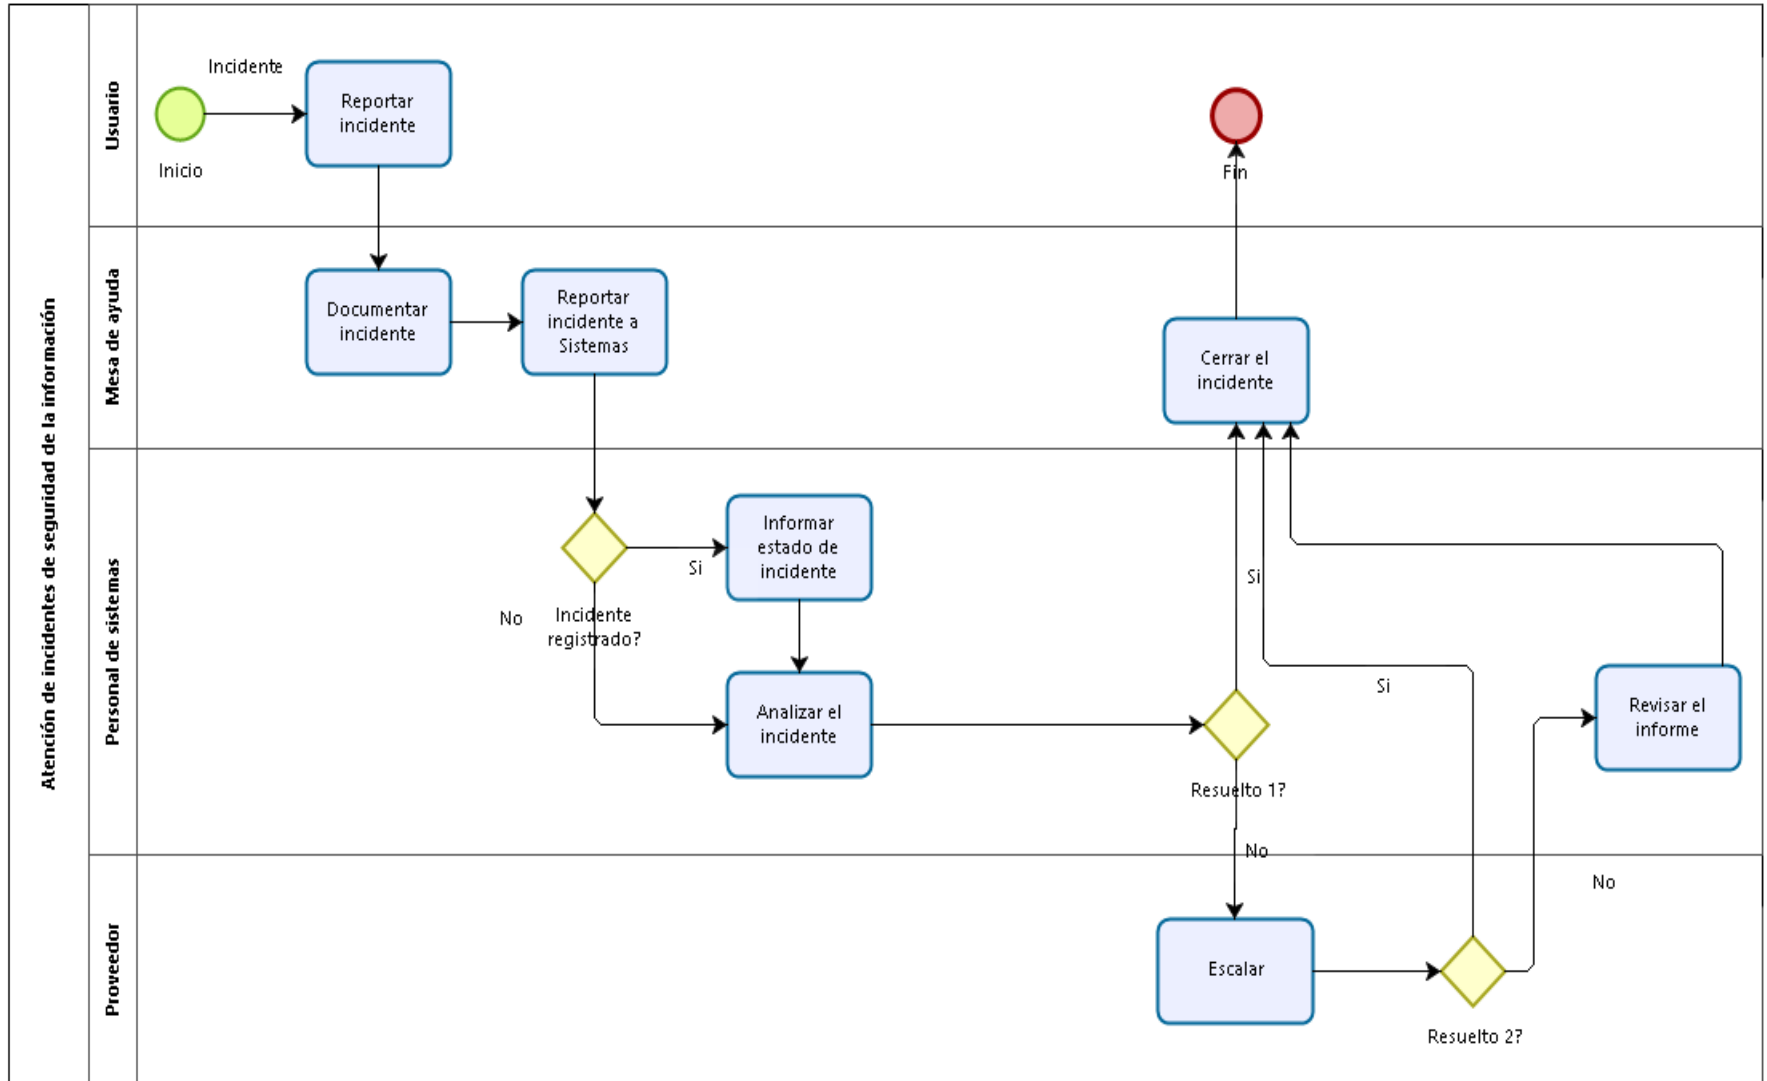 Atención de incidentes de seguridad de la información
Usuario
Incidente
Inicio
Reportar
incidente
Fin
Mesa de ayuda
Documentar
incidente
Reportar
incidente a
Sistemas
Cerrar el
incidente
Personal de sistemas
Incidente
registrado?
Si
No
Informar
estado de
incidente
Analizar el
incidente
Resuelto 1?
Si
No
Si
Revisar el
informe
Proveedor
Escalar
Resuelto 2?
No